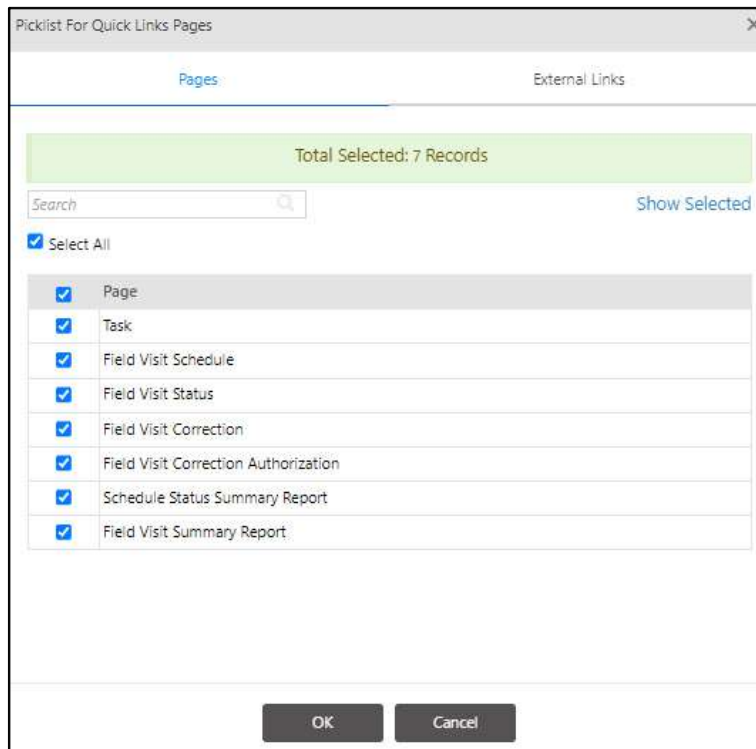 Picklist For Quick Links Pages
Pages External Links
Total Selected: 7 Records
Search Show Selected
Select All
Page
Task
Field Visit Schedule
Field Visit Status
Field Visit Correction
Field Visit Correction Authorization
Schedule Status Summary Report
Field Visit Summary Report
OK Cancel